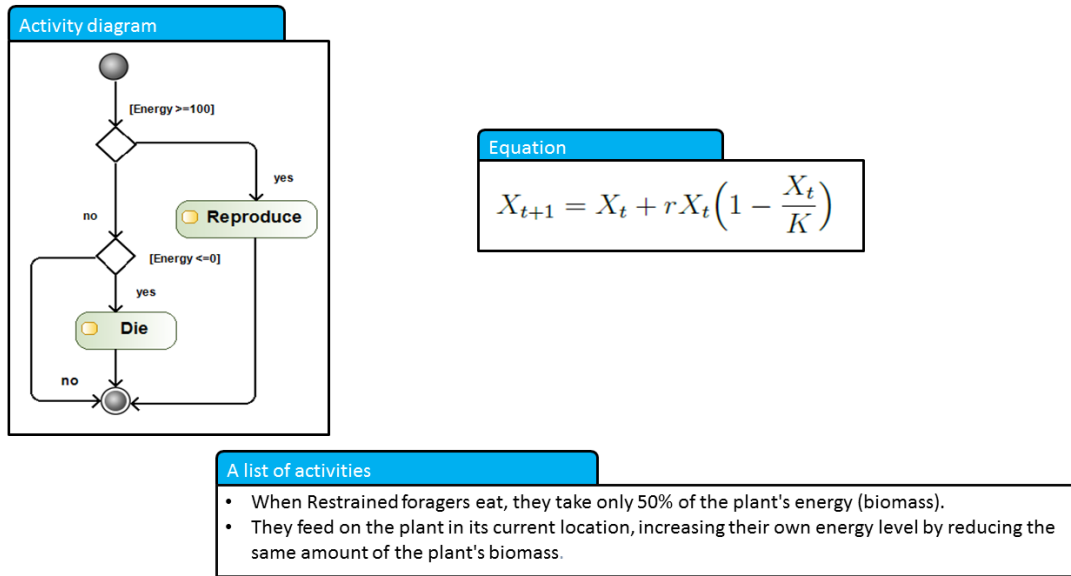 Activity diagram
[Energy >=100]
yes
Reproduce
no
[Energy <=0]
yes
Die
no
Equation
X_{t+1} = X_t + rX_t(1 - \frac{X_t}{K})
A list of activities
• When Restrained foragers eat, they take only 50% of the plant's energy (biomass).
• They feed on the plant in its current location, increasing their own energy level by reducing the
same amount of the plant's biomass.